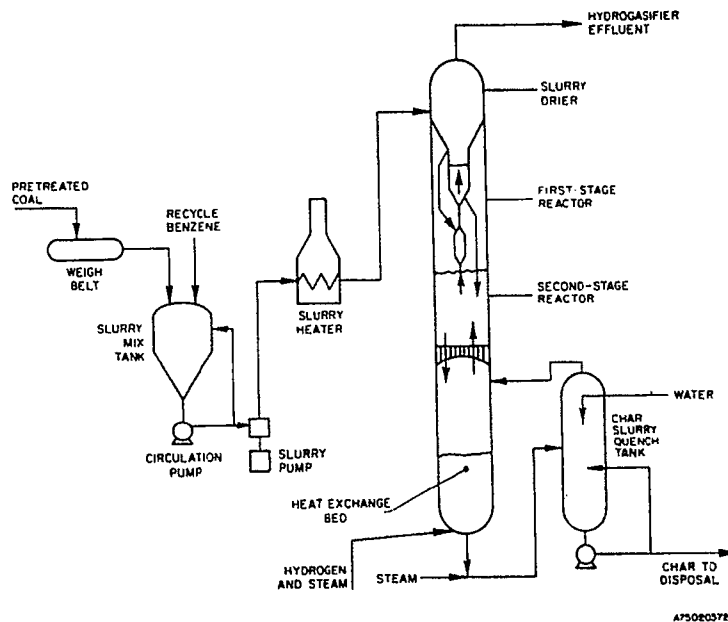 HYDROGASIFIER
EFFLUENT
SLURRY
DRIER
PRETREATED
COAL
RECYCLE
BENZENE
FIRST-STAGE
REACTOR
WEIGH
BELT
SECOND-STAGE
REACTOR
SLURRY
HEATER
SLURRY
MIX
TANK
WATER
CHAR
SLURRY
QUENCH
TANK
CIRCULATION
PUMP
SLURRY
PUMP
HEAT EXCHANGE
BED
HYDROGEN
AND STEAM
STEAM
CHAR TO
DISPOSAL
A75020372